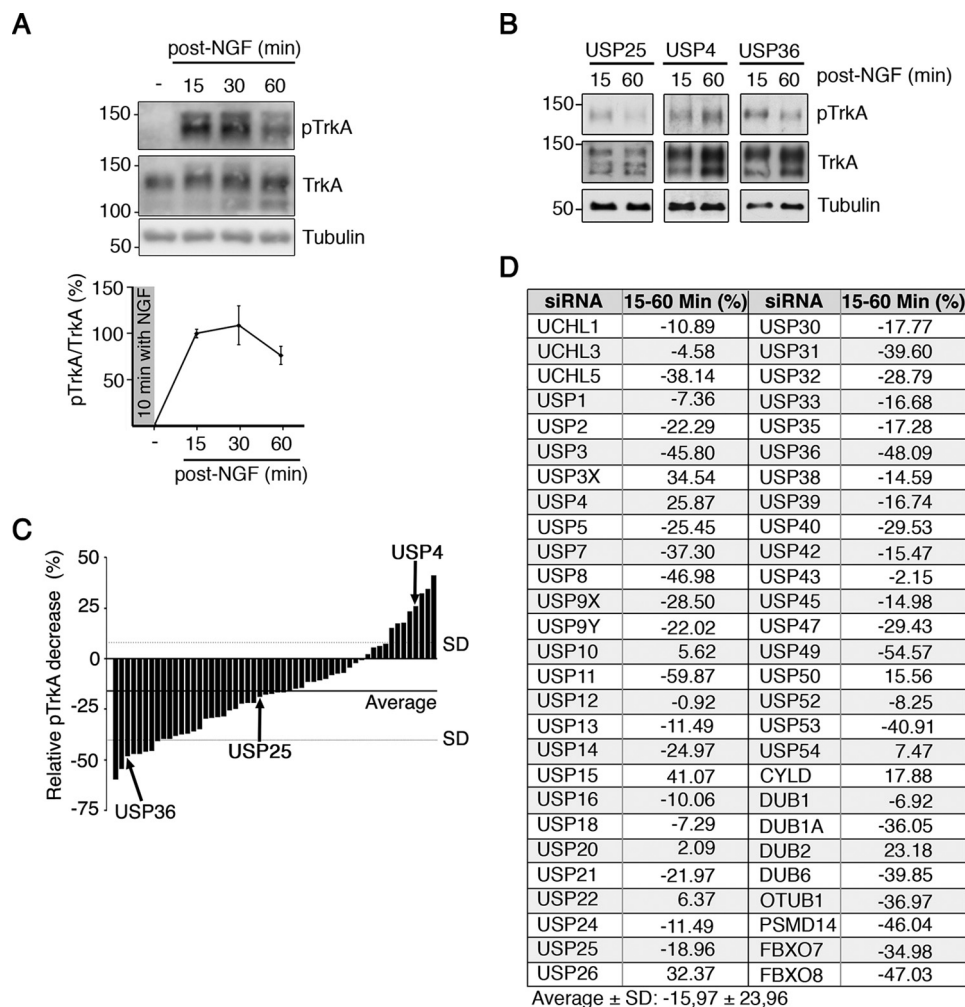 A
post-NGF (min)
- 15 30 60
150
pTrkA
150
TrkA
100
Tubulin
50
pTrkA/TrkA (%)
150
100
50
10 min with NGF
- 15 30 60
post-NGF (min)
B
USP25 USP4 USP36
15 60 15 60 15 60 post-NGF (min)
150
pTrkA
150
TrkA
50
Tubulin
C
Relative pTrkA decrease (%)
50
25
0
-25
-50
-75
USP4
SD
Average
USP25
SD
USP36
D
siRNA 15-60 Min (%) siRNA 15-60 Min (%)
UCHL1 -10.89 USP30 -17.77
UCHL3 -4.58 USP31 -39.60
UCHL5 -38.14 USP32 -28.79
USP1 -7.36 USP33 -16.68
USP2 -22.29 USP35 -17.28
USP3 -45.80 USP36 -48.09
USP3X 34.54 USP38 -14.59
USP4 25.87 USP39 -16.74
USP5 -25.45 USP40 -29.53
USP7 -37.30 USP42 -15.47
USP8 -46.98 USP43 -2.15
USP9X -28.50 USP45 -14.98
USP9Y -22.02 USP47 -29.43
USP10 5.62 USP49 -54.57
USP11 -59.87 USP50 15.56
USP12 -0.92 USP52 -8.25
USP13 -11.49 USP53 -40.91
USP14 -24.97 USP54 7.47
USP15 41.07 CYLD 17.88
USP16 -10.06 DUB1 -6.92
USP18 -7.29 DUB1A -36.05
USP20 2.09 DUB2 23.18
USP21 -21.97 DUB6 -39.85
USP22 6.37 OTUB1 -36.97
USP24 -11.49 PSMD14 -46.04
USP25 -18.96 FBXO7 -34.98
USP26 32.37 FBXO8 -47.03
Average ± SD: -15,97 ± 23,96